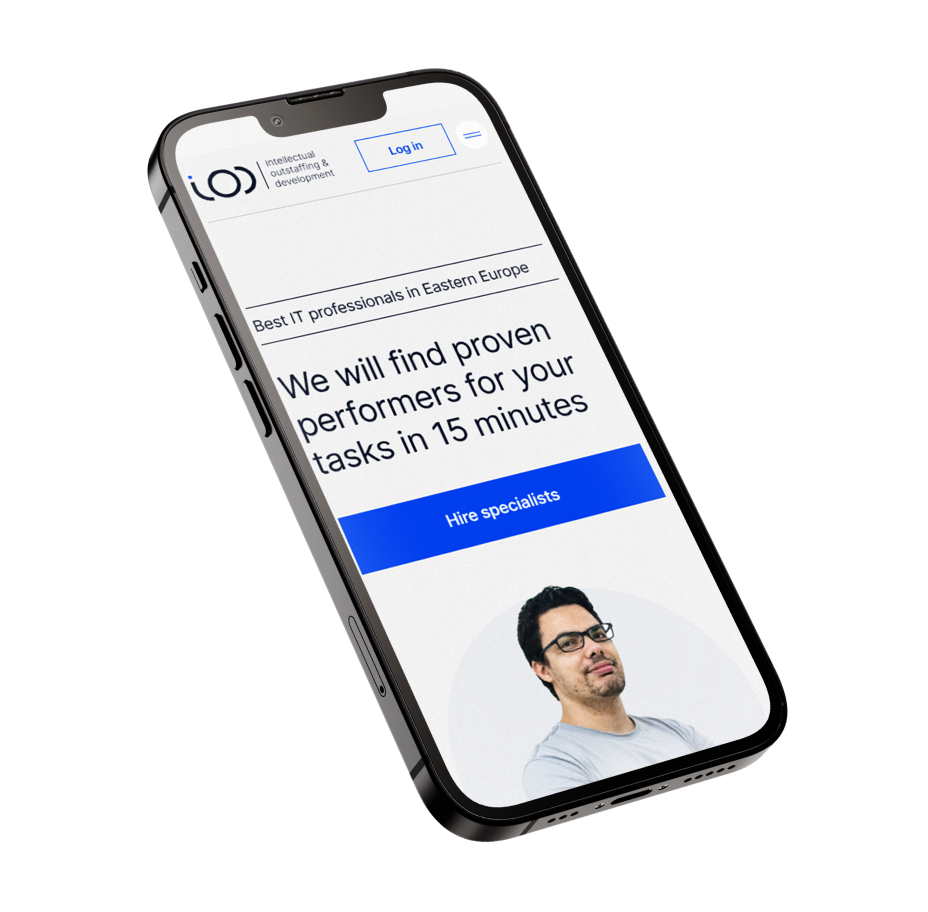 iOD
intellectual
outstaffing &
development
Log in
Best IT professionals in Eastern Europe
We will find proven
performers for your
tasks in 15 minutes
Hire specialists